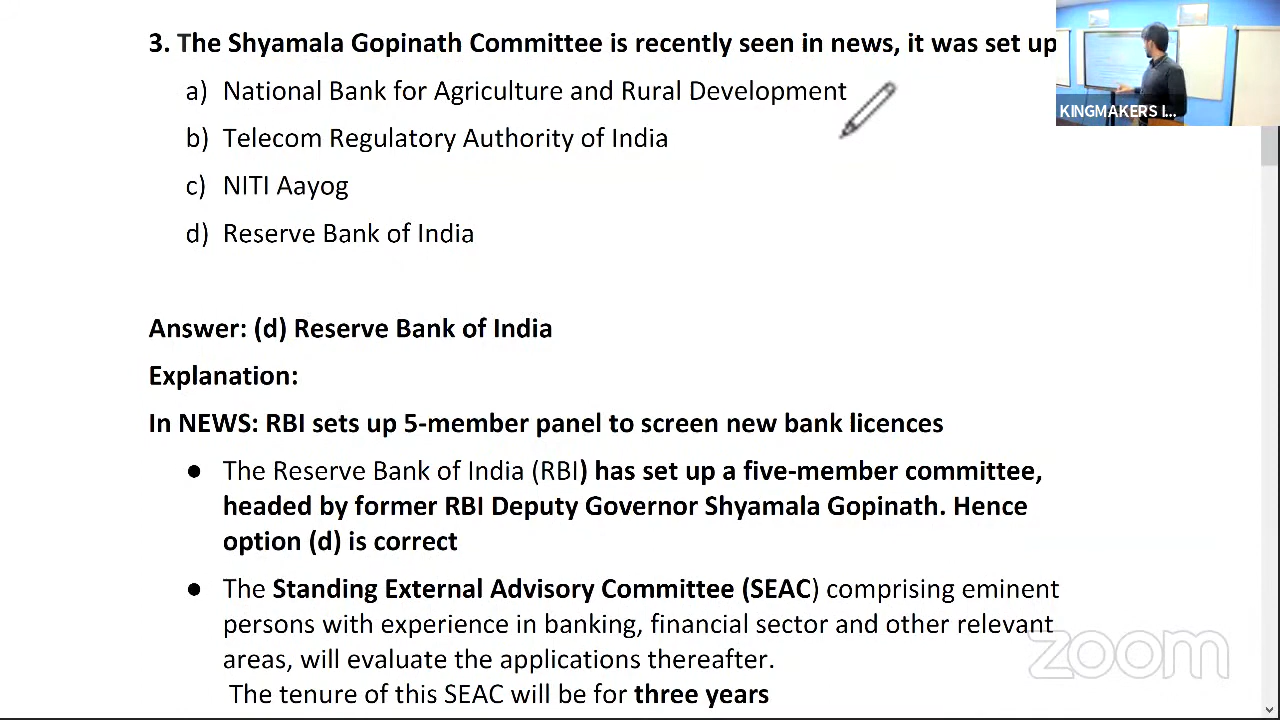 3. The Shyamala Gopinath Committee is recently seen in news, it was set up
a) National Bank for Agriculture and Rural Development
b) Telecom Regulatory Authority of India
c) NITI Aayog
d) Reserve Bank of India
KINGMAKERS I...
Answer: (d) Reserve Bank of India
Explanation:
In NEWS: RBI sets up 5-member panel to screen new bank licences
● The Reserve Bank of India (RBI) has set up a five-member committee,
headed by former RBI Deputy Governor Shyamala Gopinath. Hence
option (d) is correct
● The Standing External Advisory Committee (SEAC) comprising eminent
persons with experience in banking, financial sector and other relevant
areas, will evaluate the applications thereafter.
The tenure of this SEAC will be for three years
zoom